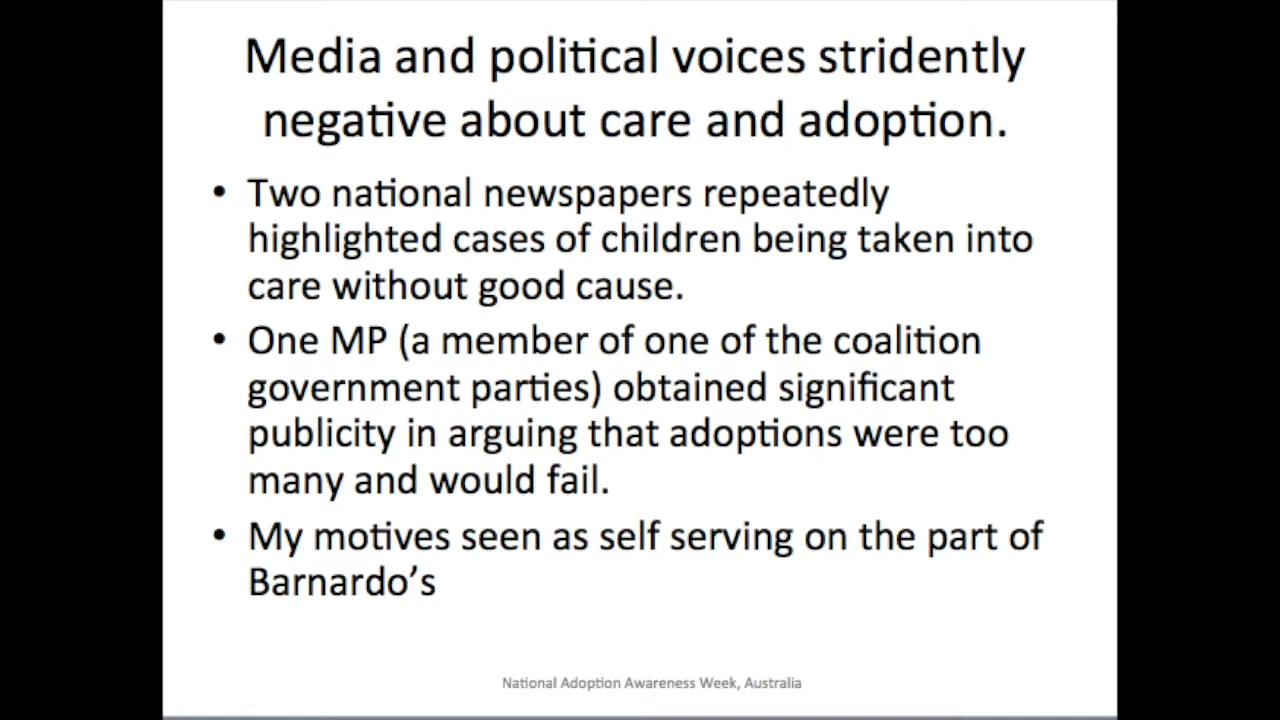 Media and political voices stridently
negative about care and adoption.
• Two national newspapers repeatedly
highlighted cases of children being taken into
care without good cause.
• One MP (a member of one of the coalition
government parties) obtained significant
publicity in arguing that adoptions were too
many and would fail.
• My motives seen as self serving on the part of
Barnardo’s
National Adoption Awareness Week, Australia